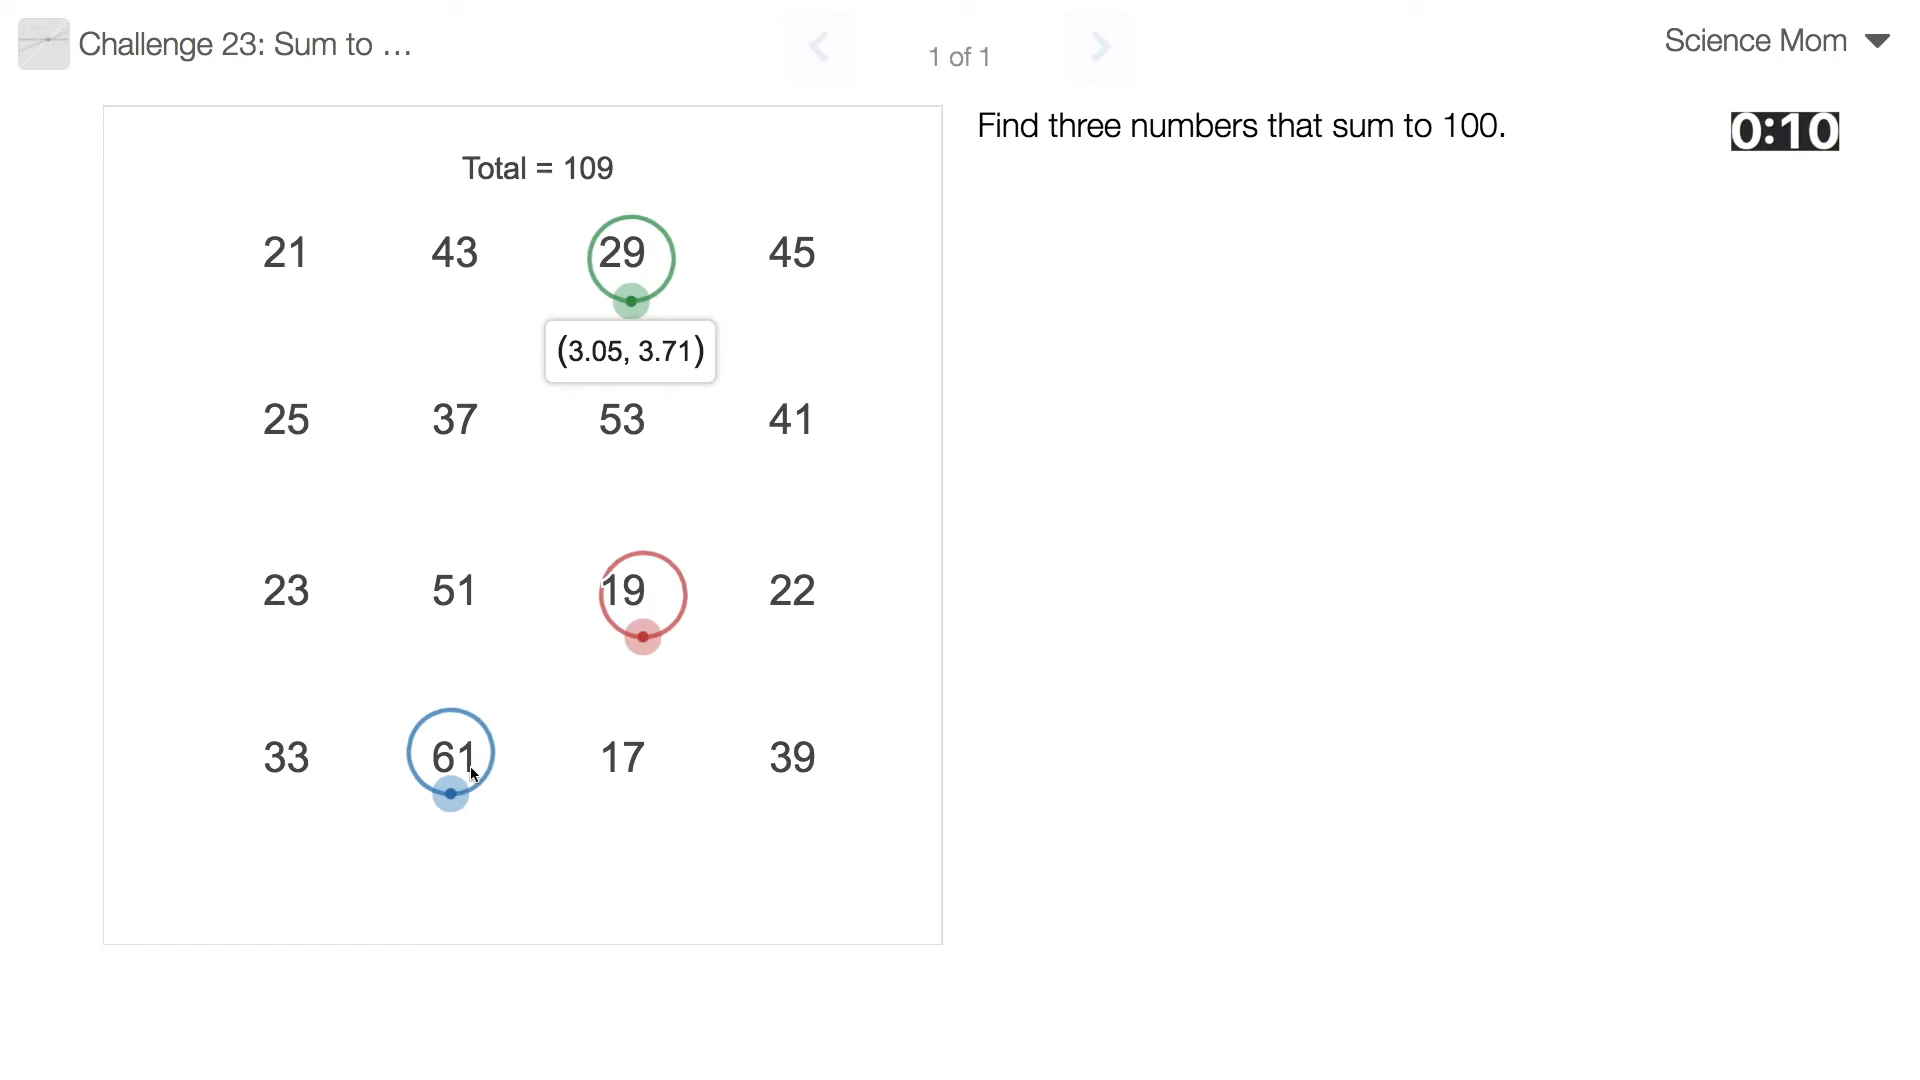 Challenge 23: Sum to ...
1 of 1
Science Mom
Find three numbers that sum to 100.
0:10
Total = 109
21 43 29 45
(3.05, 3.71)
25 37 53 41
23 51 19 22
33 61 17 39